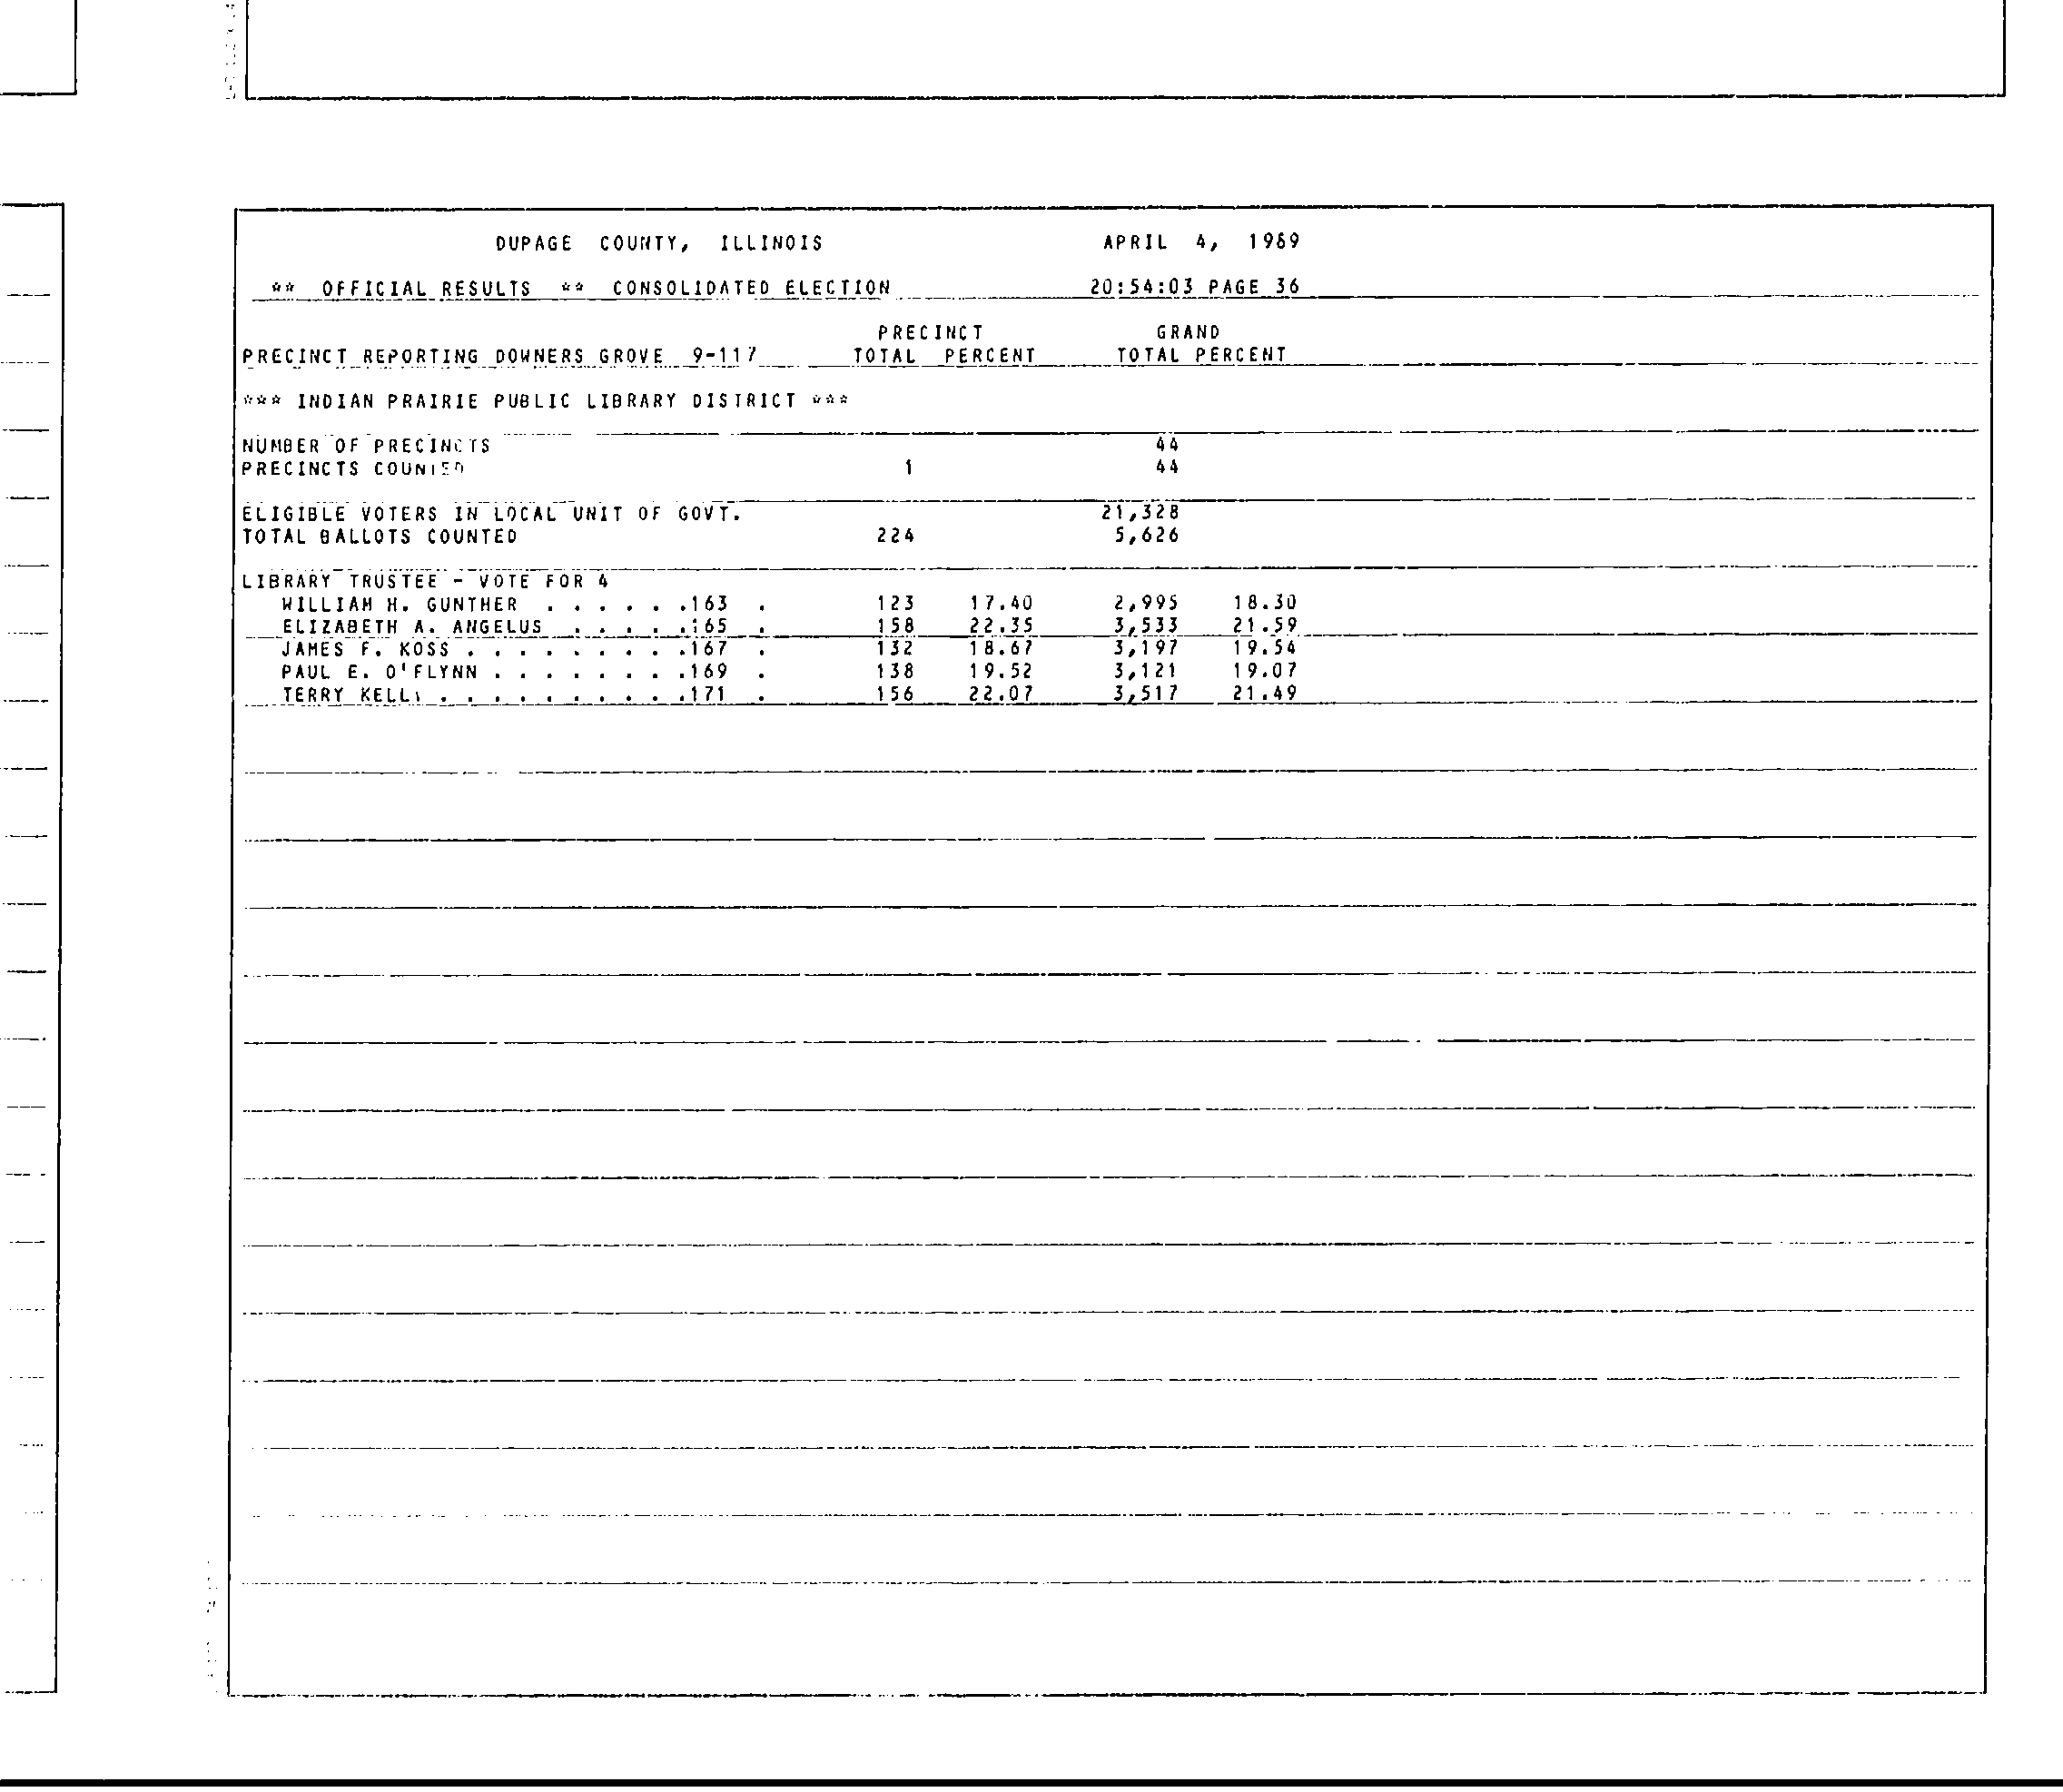 DUPAGE COUNTY, ILLINOIS APRIL 4, 1989
** OFFICIAL RESULTS ** CONSOLIDATED ELECTION 20:54:03 PAGE 36
PRECINCT GRAND
PRECINCT REPORTING DOWNERS GROVE 9-117 TOTAL PERCENT TOTAL PERCENT
*** INDIAN PRAIRIE PUBLIC LIBRARY DISTRICT ***
NUMBER OF PRECINCTS 44
PRECINCTS COUNTED 1 44
ELIGIBLE VOTERS IN LOCAL UNIT OF GOVT. 21,328
TOTAL BALLOTS COUNTED 224 5,626
LIBRARY TRUSTEE - VOTE FOR 4
WILLIAM H. GUNTHER . . . . . .163 . 123 17.40 2,995 18.30
ELIZABETH A. ANGELUS . . . . .165 . 158 22.35 3,533 21.59
JAMES F. KOSS . . . . . . . . .167 . 132 18.67 3,197 19.54
PAUL E. O'FLYNN . . . . . . . .169 . 138 19.52 3,121 19.07
TERRY KELLY . . . . . . . . . .171 . 156 22.07 3,517 21.49